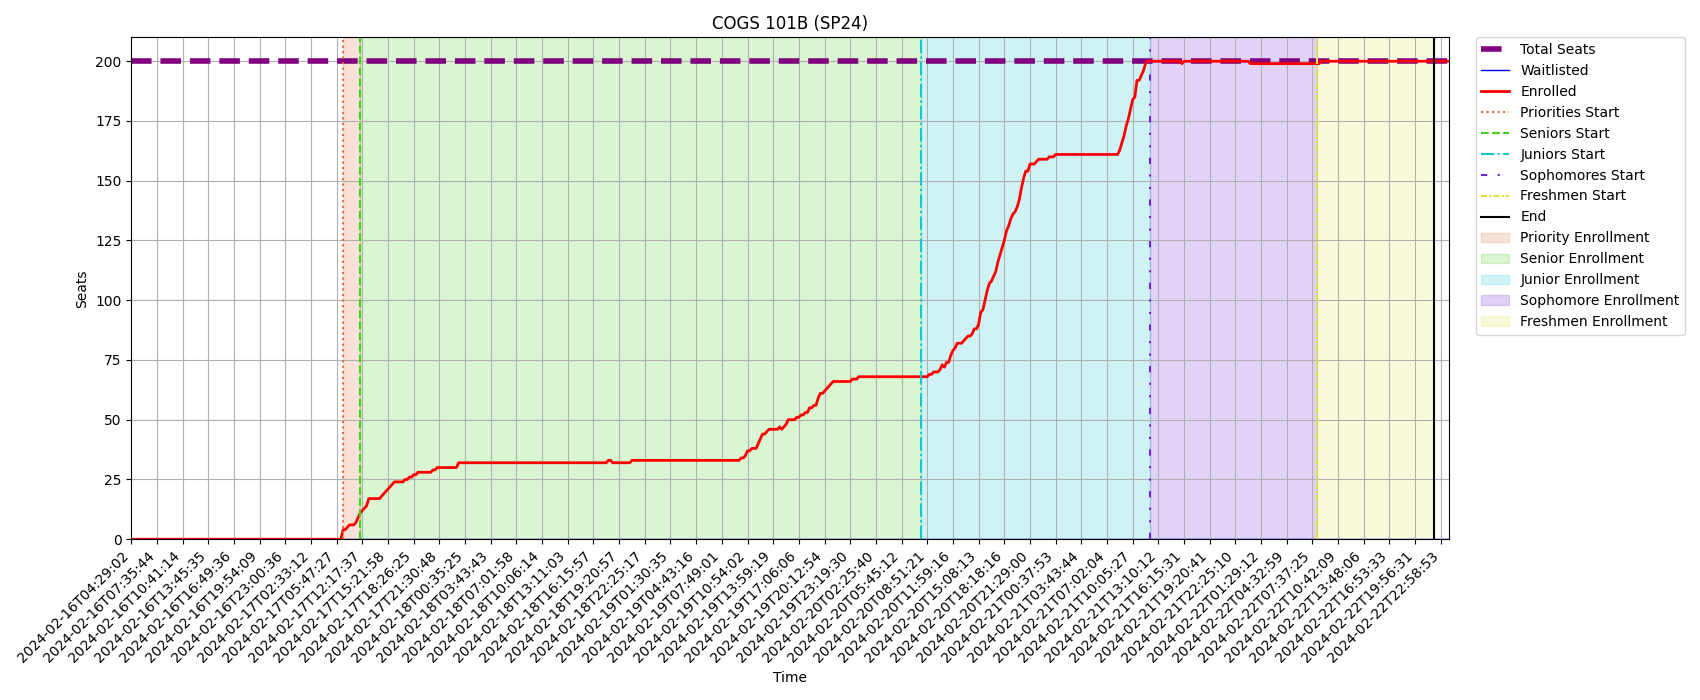 COGS 101B (SP24)
Seats
200
175
150
125
100
75
50
25
0
2024-02-16T04:29:02
2024-02-16T07:35:44
2024-02-16T10:41:14
2024-02-16T13:45:35
2024-02-16T16:49:36
2024-02-16T19:54:09
2024-02-16T23:00:36
2024-02-17T02:33:12
2024-02-17T05:47:27
2024-02-17T12:17:37
2024-02-17T15:21:58
2024-02-17T18:26:25
2024-02-17T21:30:48
2024-02-18T00:35:25
2024-02-18T03:43:43
2024-02-18T07:01:58
2024-02-18T10:06:14
2024-02-18T13:11:03
2024-02-18T16:15:57
2024-02-18T19:20:57
2024-02-18T22:25:17
2024-02-19T01:30:35
2024-02-19T04:43:16
2024-02-19T07:49:01
2024-02-19T10:54:02
2024-02-19T13:59:19
2024-02-19T17:06:06
2024-02-19T20:12:54
2024-02-19T23:19:30
2024-02-20T02:25:40
2024-02-20T05:45:12
2024-02-20T08:51:21
2024-02-20T11:59:16
2024-02-20T15:08:13
2024-02-20T18:18:16
2024-02-20T21:29:00
2024-02-21T00:37:53
2024-02-21T03:43:44
2024-02-21T07:02:04
2024-02-21T10:05:27
2024-02-21T13:10:12
2024-02-21T16:15:31
2024-02-21T19:20:41
2024-02-21T22:25:10
2024-02-22T01:29:12
2024-02-22T04:32:59
2024-02-22T07:37:25
2024-02-22T10:42:09
2024-02-22T13:48:06
2024-02-22T16:53:33
2024-02-22T19:56:31
2024-02-22T22:58:53
Time
Total Seats
Waitlisted
Enrolled
Priorities Start
Seniors Start
Juniors Start
Sophomores Start
Freshmen Start
End
Priority Enrollment
Senior Enrollment
Junior Enrollment
Sophomore Enrollment
Freshmen Enrollment